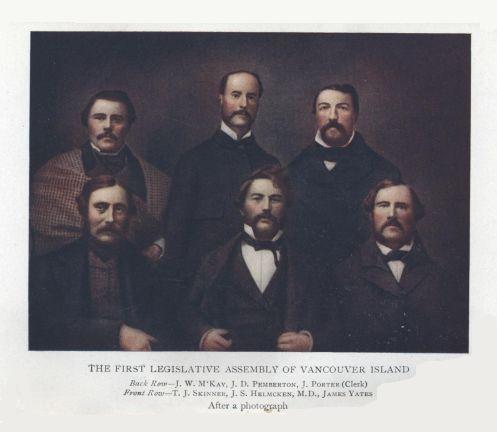 THE FIRST LEGISLATIVE ASSEMBLY OF VANCOUVER ISLAND
Back Row—J. W. M'Kay, J. D. Pemberton, J. Porter (Clerk)
Front Row—T. J. Skinner, J. S. Helmcken, M.D., James Yates
After a photograph